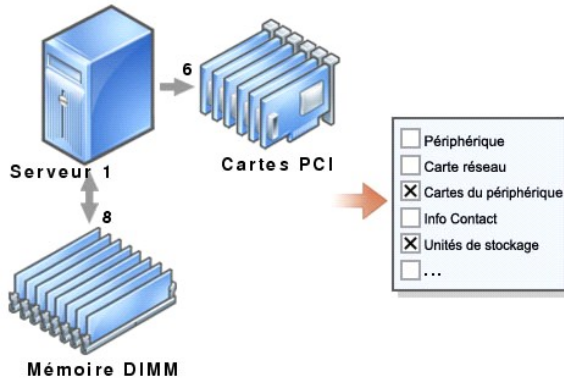 6
Cartes PCI
Serveur 1
8
Mémoire DIMM
Périphérique
Carte réseau
Cartes du périphérique
Info Contact
Unités de stockage
...